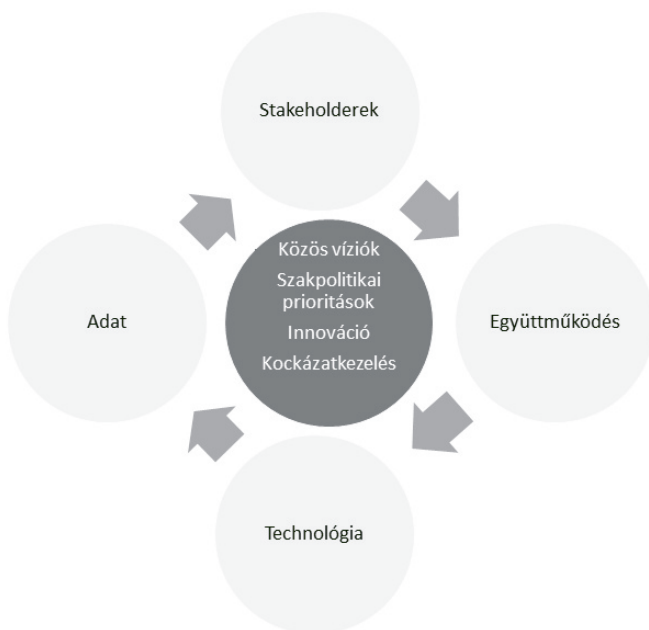 Stakeholderek
Közös víziók
Szakpolitikai
prioritások
Innováció
Kockázatkezelés
Adat
Együttműködés
Technológia